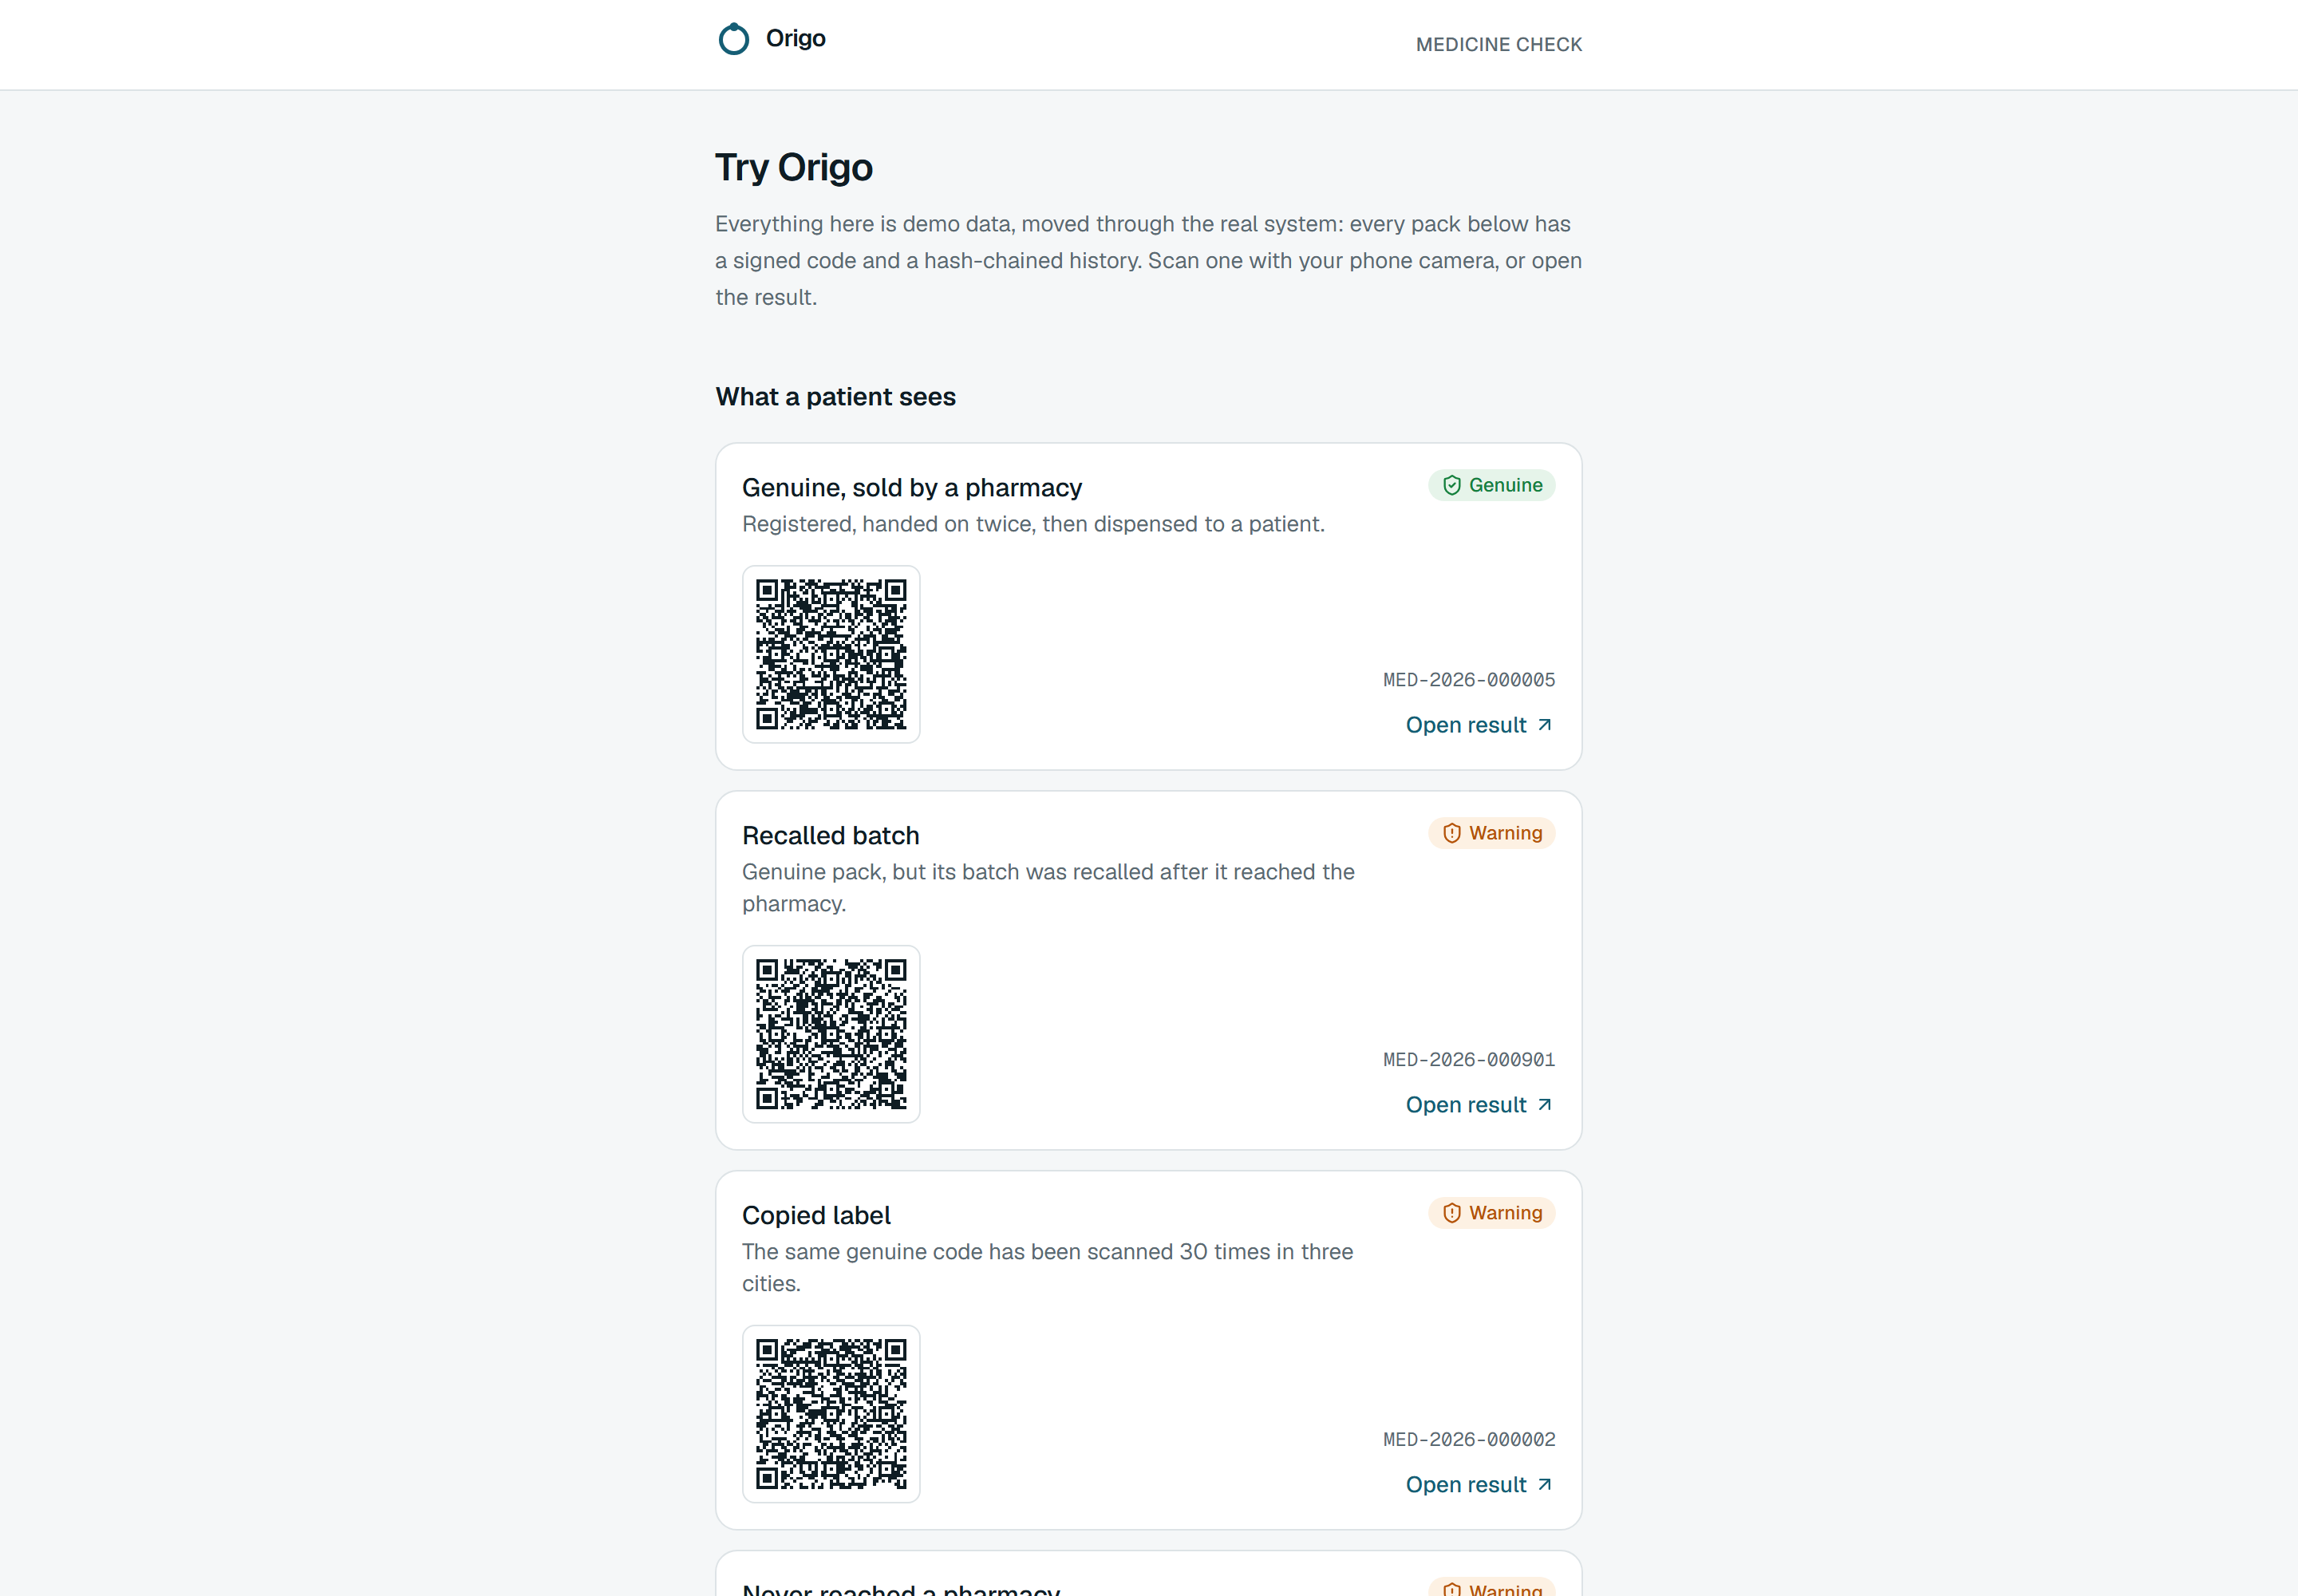 Origo
MEDICINE CHECK
Try Origo
Everything here is demo data, moved through the real system: every pack below has
a signed code and a hash-chained history. Scan one with your phone camera, or open
the result.
What a patient sees
Genuine, sold by a pharmacy
Genuine
Registered, handed on twice, then dispensed to a patient.
MED-2026-000005
Open result
Recalled batch
Warning
Genuine pack, but its batch was recalled after it reached the
pharmacy.
MED-2026-000901
Open result
Copied label
Warning
The same genuine code has been scanned 30 times in three
cities.
MED-2026-000002
Open result
Never reached a pharmacy
Warning